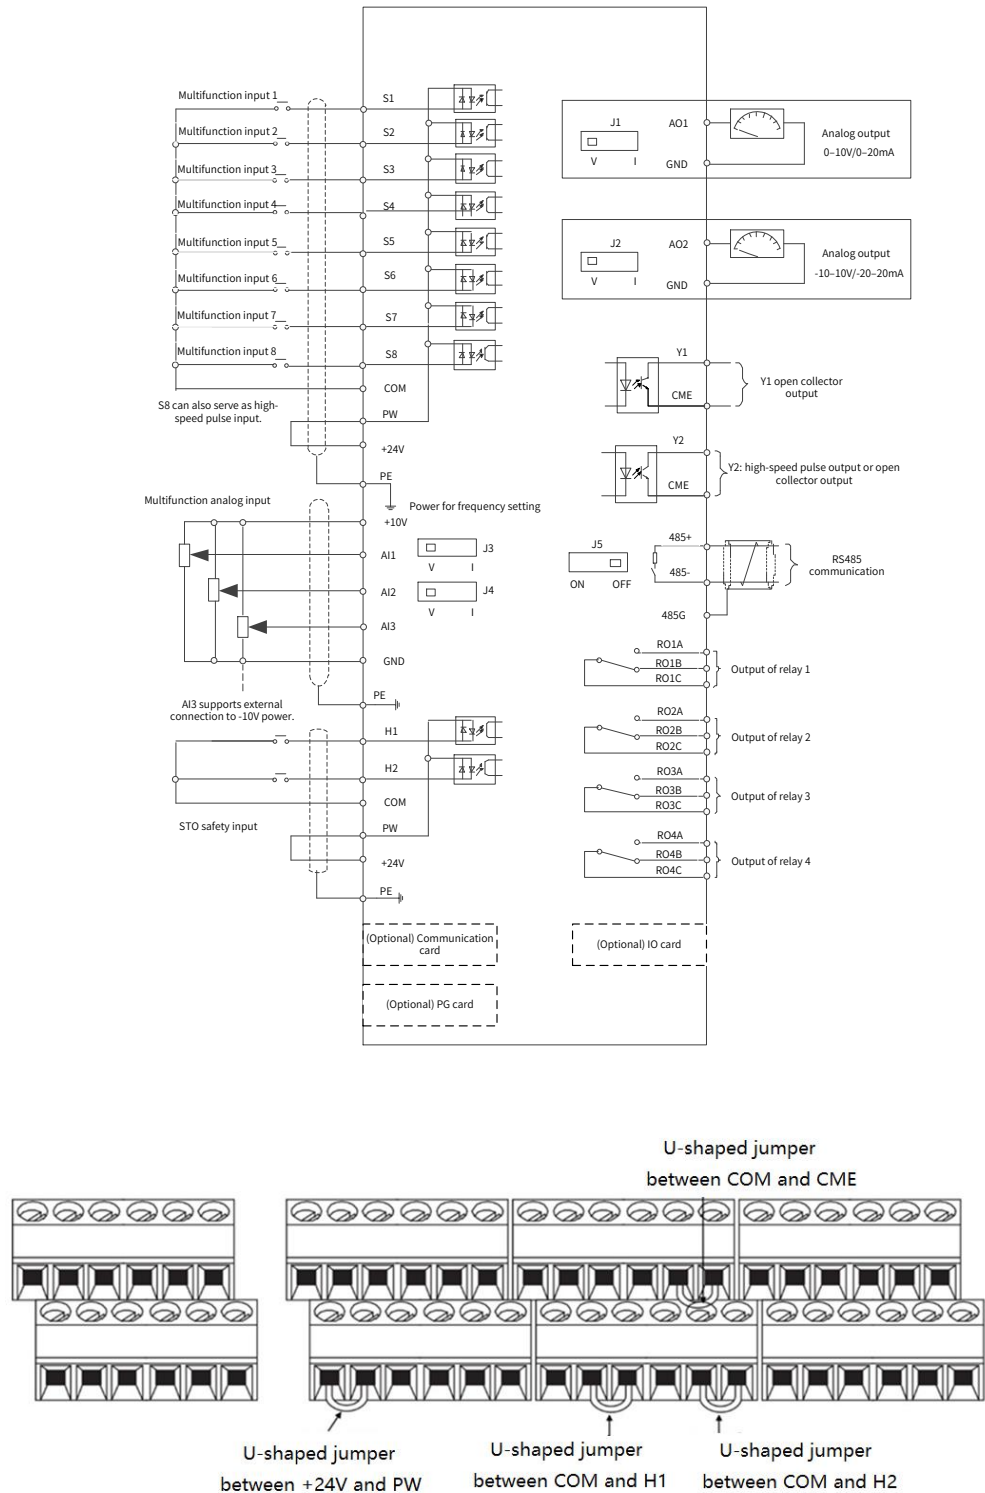 Multifunction input 1
S1
Multifunction input 2
S2
Multifunction input 3
S3
Multifunction input 4
S4
Multifunction input 5
S5
Multifunction input 6
S6
Multifunction input 7
S7
Multifunction input 8
S8
COM
S8 can also serve as high-
speed pulse input.
PW
+24V
PE
Multifunction analog input
Power for frequency setting
+10V
AI1
J3
V I
AI2
J4
V I
AI3
GND
PE
AI3 supports external
connection to -10V power.
H1
H2
COM
STO safety input
PW
+24V
PE
(Optional) Communication
card
(Optional) PG card
J1
V I
AO1
GND
Analog output
0–10V/0–20mA
J2
V I
AO2
GND
Analog output
-10–10V/-20–20mA
Y1
CME
Y1 open collector
output
Y2
CME
Y2: high-speed pulse output or open
collector output
J5
ON OFF
485+
485-
RS485
communication
485G
RO1A
RO1B
RO1C
Output of relay 1
RO2A
RO2B
RO2C
Output of relay 2
RO3A
RO3B
RO3C
Output of relay 3
RO4A
RO4B
RO4C
Output of relay 4
(Optional) IO card
U-shaped jumper
between COM and CME
U-shaped jumper
between +24V and PW
U-shaped jumper
between COM and H1
U-shaped jumper
between COM and H2